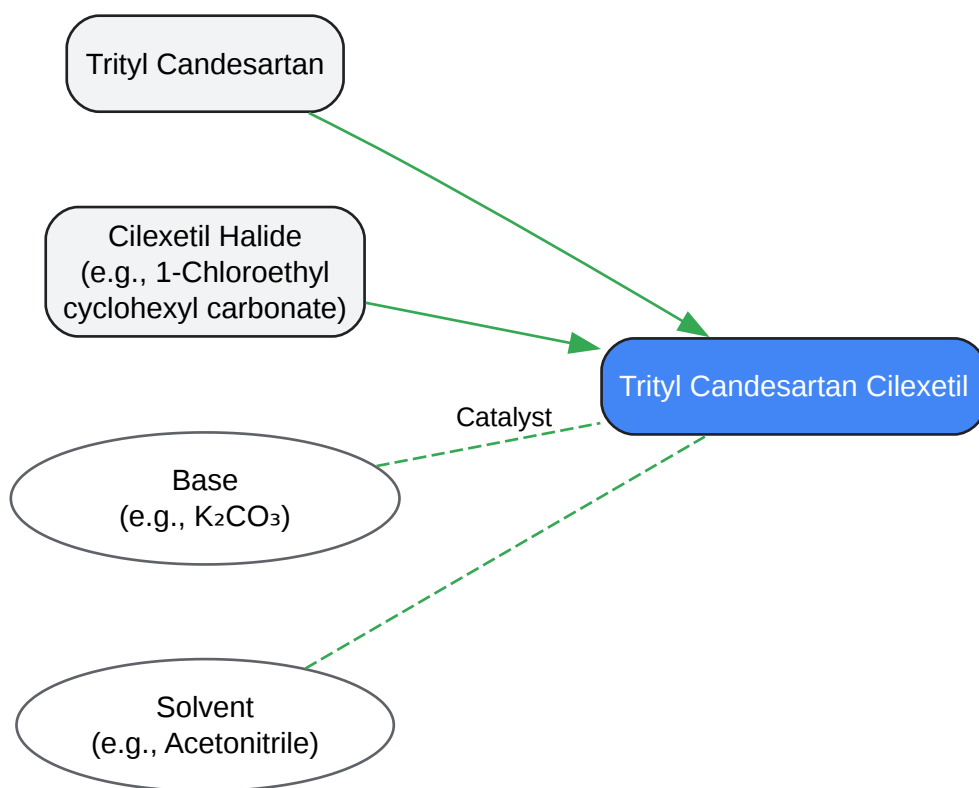 Trityl Candesartan
Cilexetil Halide
(e.g., 1-Chloroethyl
cyclohexyl carbonate)
Trityl Candesartan Cilexetil
Catalyst
Base
(e.g., K₂CO₃)
Solvent
(e.g., Acetonitrile)